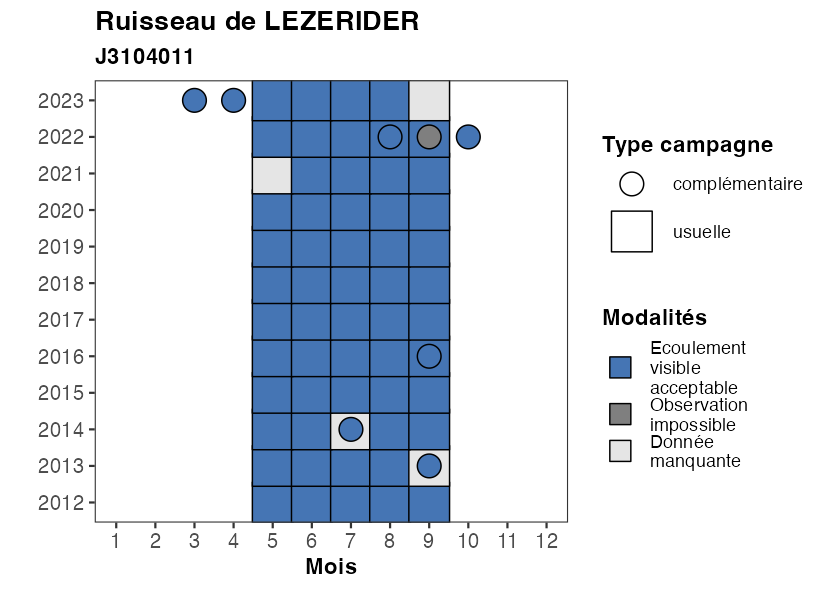 Ruisseau de LEZERIDER
J3104011
2023
2022
2021
2020
2019
2018
2017
2016
2015
2014
2013
2012
1 2 3 4 5 6 7 8 9 10 11 12
Mois
Type campagne
complémentaire
usuelle
Modalités
Ecoulement
visible
acceptable
Observation
impossible
Donnée
manquante